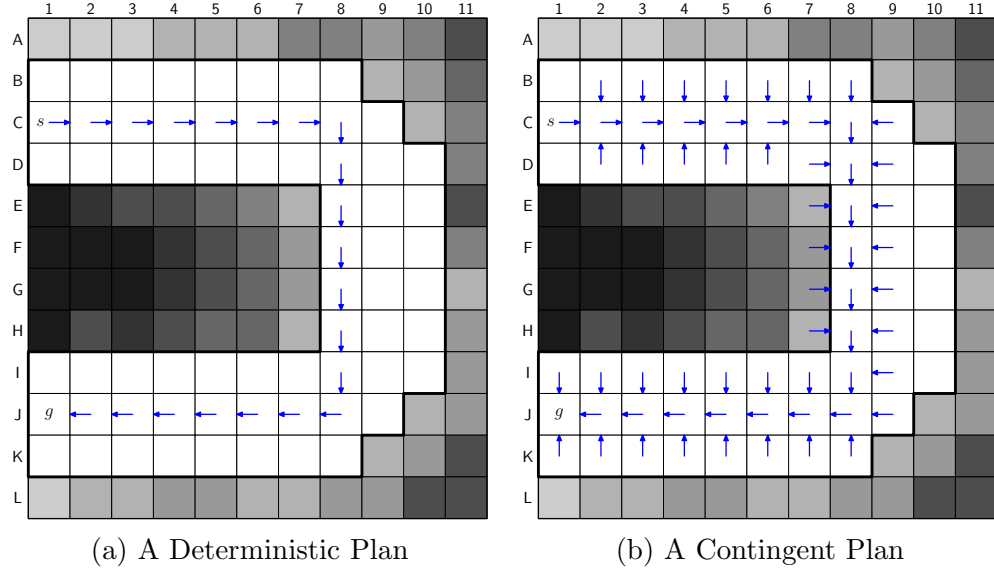 1 2 3 4 5 6 7 8 9 10 11
A
B
C s
D
E
F
G
H
I
J g
K
L
(a) A Deterministic Plan
1 2 3 4 5 6 7 8 9 10 11
A
B
C s
D
E
F
G
H
I
J g
K
L
(b) A Contingent Plan